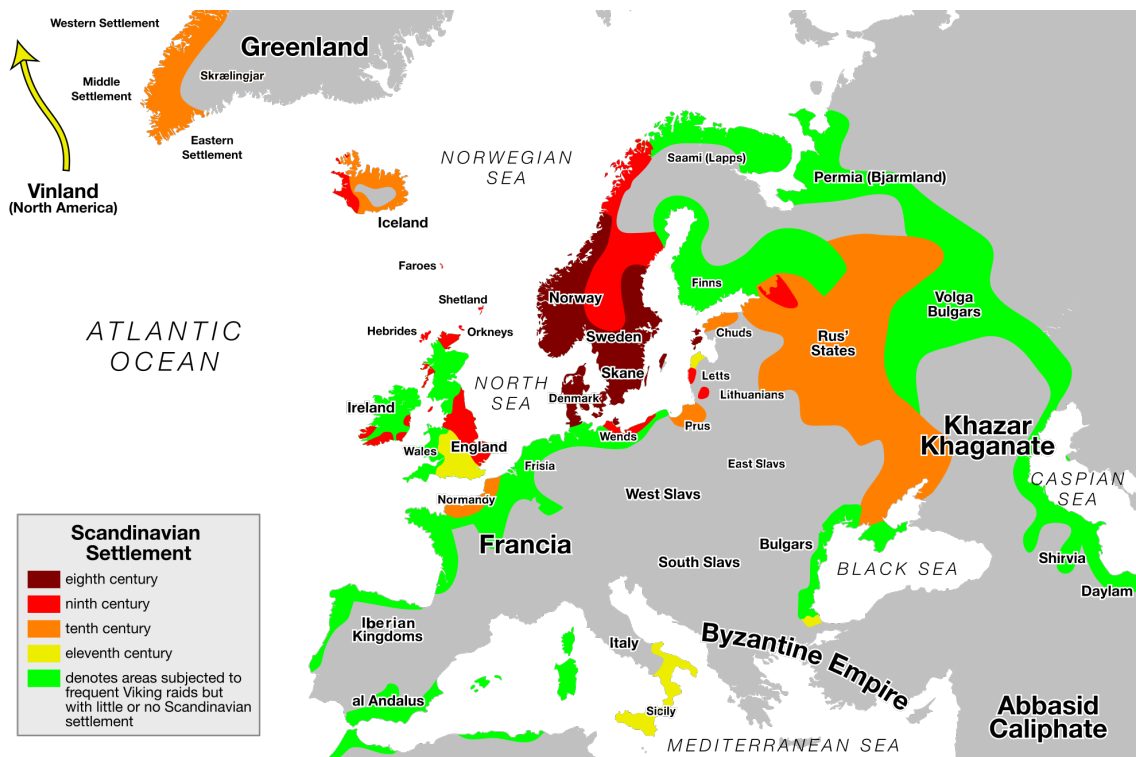 Western Settlement
Greenland
Skrælingjar
Middle
Settlement
Eastern
Settlement
Vinland
(North America)
NORWEGIAN
SEA
Saami (Lapps)
Permia (Bjarmland)
Iceland
Faroes
Shetland
Hebrides
Orkneys
Norway
Finns
Volga
Bulgars
ATLANTIC
OCEAN
Sweden
Chuds
Rus'
States
NORTH
SEA
Skane
Letts
Denmark
Lithuanians
Ireland
Prus
Wends
Khazar
Khaganate
Wales
England
Frisia
East Slavs
CASPIAN
SEA
Normandy
West Slavs
Francia
Bulgars
South Slavs
BLACK SEA
Shirvia
Daylam
Scandinavian
Settlement
eighth century
ninth century
tenth century
eleventh century
denotes areas subjected to
frequent Viking raids but
with little or no Scandinavian
settlement
Iberian
Kingdoms
Italy
Byzantine Empire
al Andalus
Sicily
Abbasid
Caliphate
MEDITERRANEAN SEA